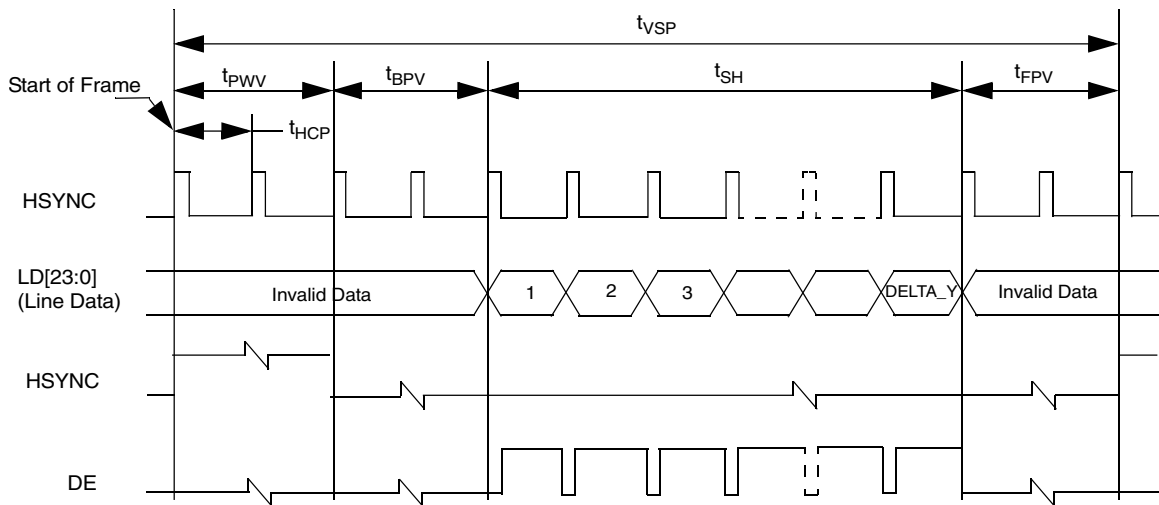 tVSP
tPWV
tBPV
tSH
tFPV
Start of Frame
tHCP
HSYNC
LD[23:0]
(Line Data)
Invalid Data
1
2
3
DELTA_Y
Invalid Data
HSYNC
DE